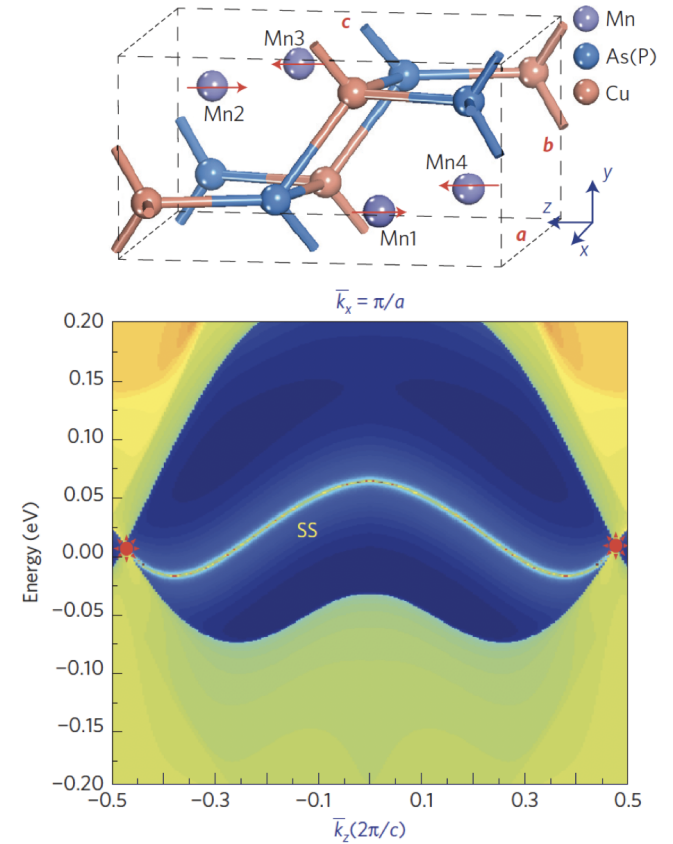 c
Mn
Mn3
As(P)
Cu
Mn2
b
Mn4
y
z
a
x
Mn1
k̅ₓ = π/a
0.20
0.15
0.10
0.05
SS
0.00
Energy (eV)
−0.05
−0.10
−0.15
−0.20
−0.5 −0.3 −0.1 0.1 0.3 0.5
k̅z(2π/c)